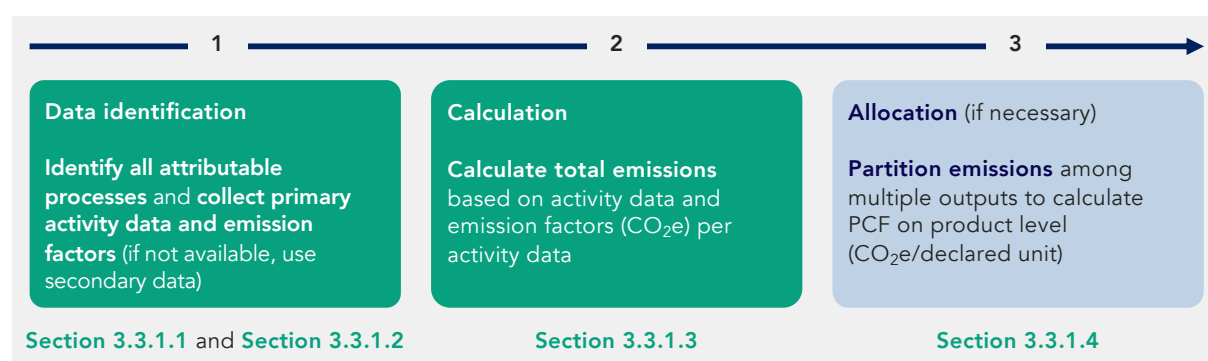 1
2
3
Data identification
Identify all attributable
processes and collect primary
activity data and emission
factors (if not available, use
secondary data)
Section 3.3.1.1 and Section 3.3.1.2
Calculation
Calculate total emissions
based on activity data and
emission factors (CO₂e) per
activity data
Section 3.3.1.3
Allocation (if necessary)
Partition emissions among
multiple outputs to calculate
PCF on product level
(CO₂e/declared unit)
Section 3.3.1.4